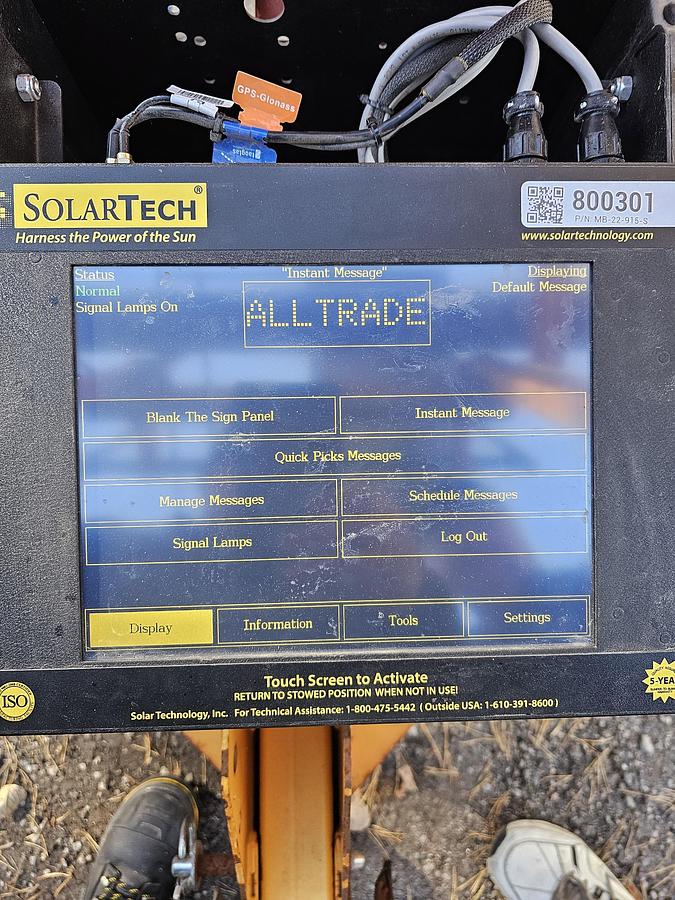 GPS-Glonass
taoglas
SOLARTECH®
Harness the Power of the Sun
800301
P/N: MB-22-915-S
www.solartechnology.com
Status
Normal
Signal Lamps On
"Instant Message"
ALLTRADE
Displaying
Default Message
Blank The Sign Panel
Instant Message
Quick Picks Messages
Manage Messages
Schedule Messages
Signal Lamps
Log Out
Display
Information
Tools
Settings
Touch Screen to Activate
RETURN TO STOWED POSITION WHEN NOT IN USE!
Solar Technology, Inc. For Technical Assistance: 1-800-475-5442 ( Outside USA: 1-610-391-8600 )
ISO
5-YEA